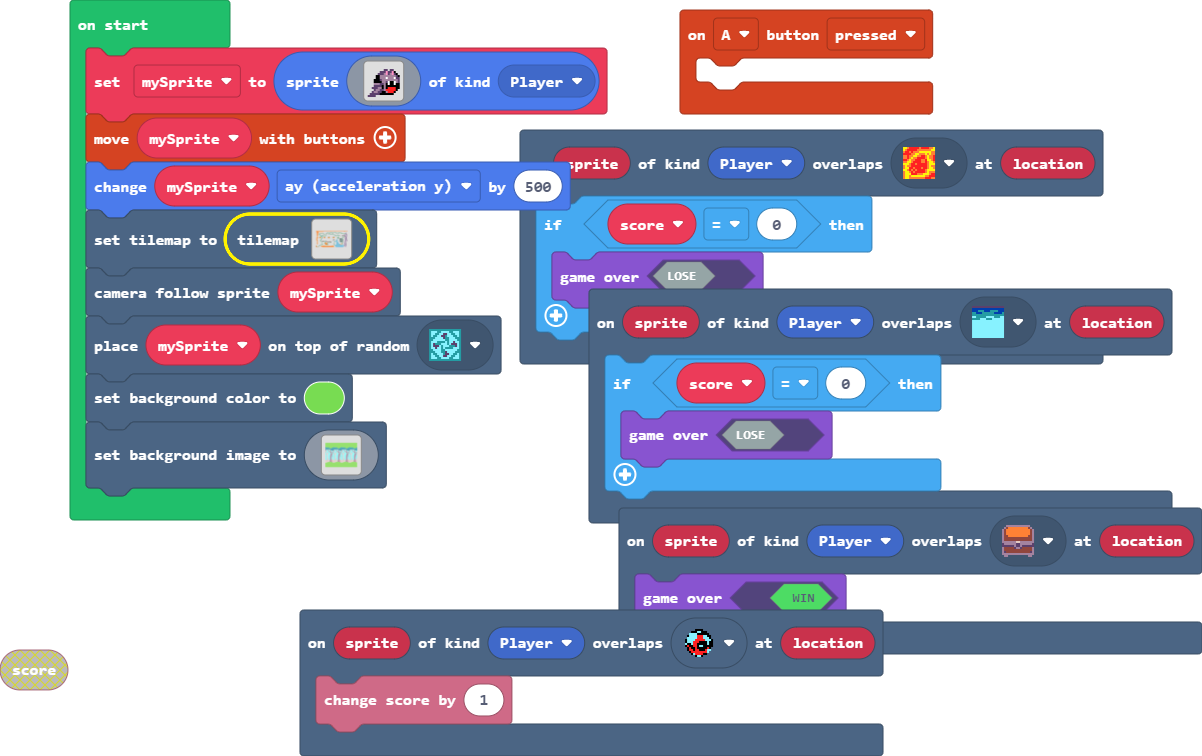 on start
set mySprite to sprite of kind Player
move mySprite with buttons
change mySprite ay (acceleration y) by 500
set tilemap to tilemap
camera follow sprite mySprite
place mySprite on top of random
set background color to
set background image to
on A button pressed
sprite of kind Player overlaps at location
if score = 0 then
game over LOSE
on sprite of kind Player overlaps at location
if score = 0 then
game over LOSE
on sprite of kind Player overlaps at location
game over WIN
on sprite of kind Player overlaps at location
change score by 1
score